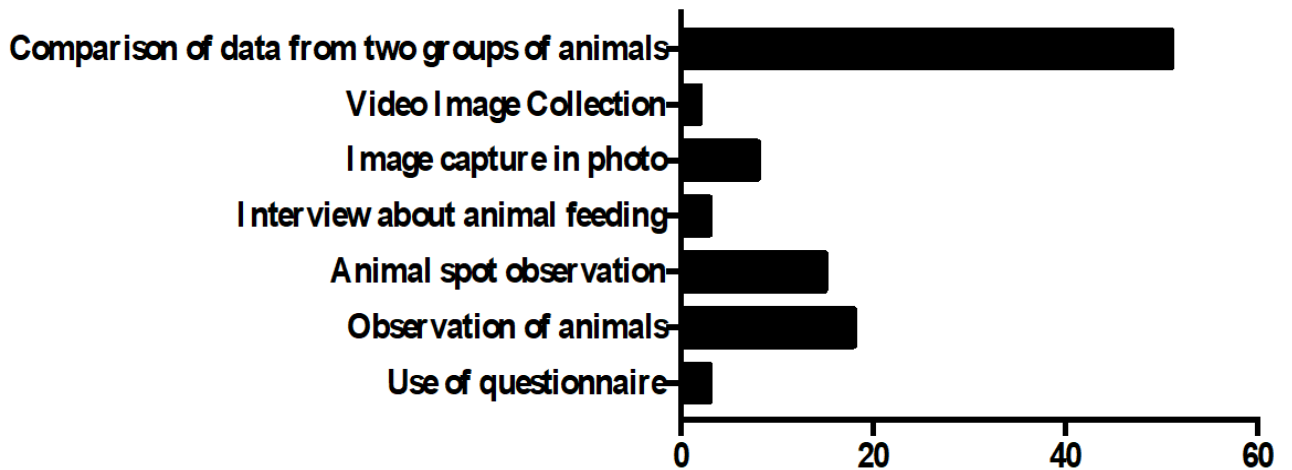 Comparison of data from two groups of animals
Video Image Collection
Image capture in photo
Interview about animal feeding
Animal spot observation
Observation of animals
Use of questionnaire
0 20 40 60